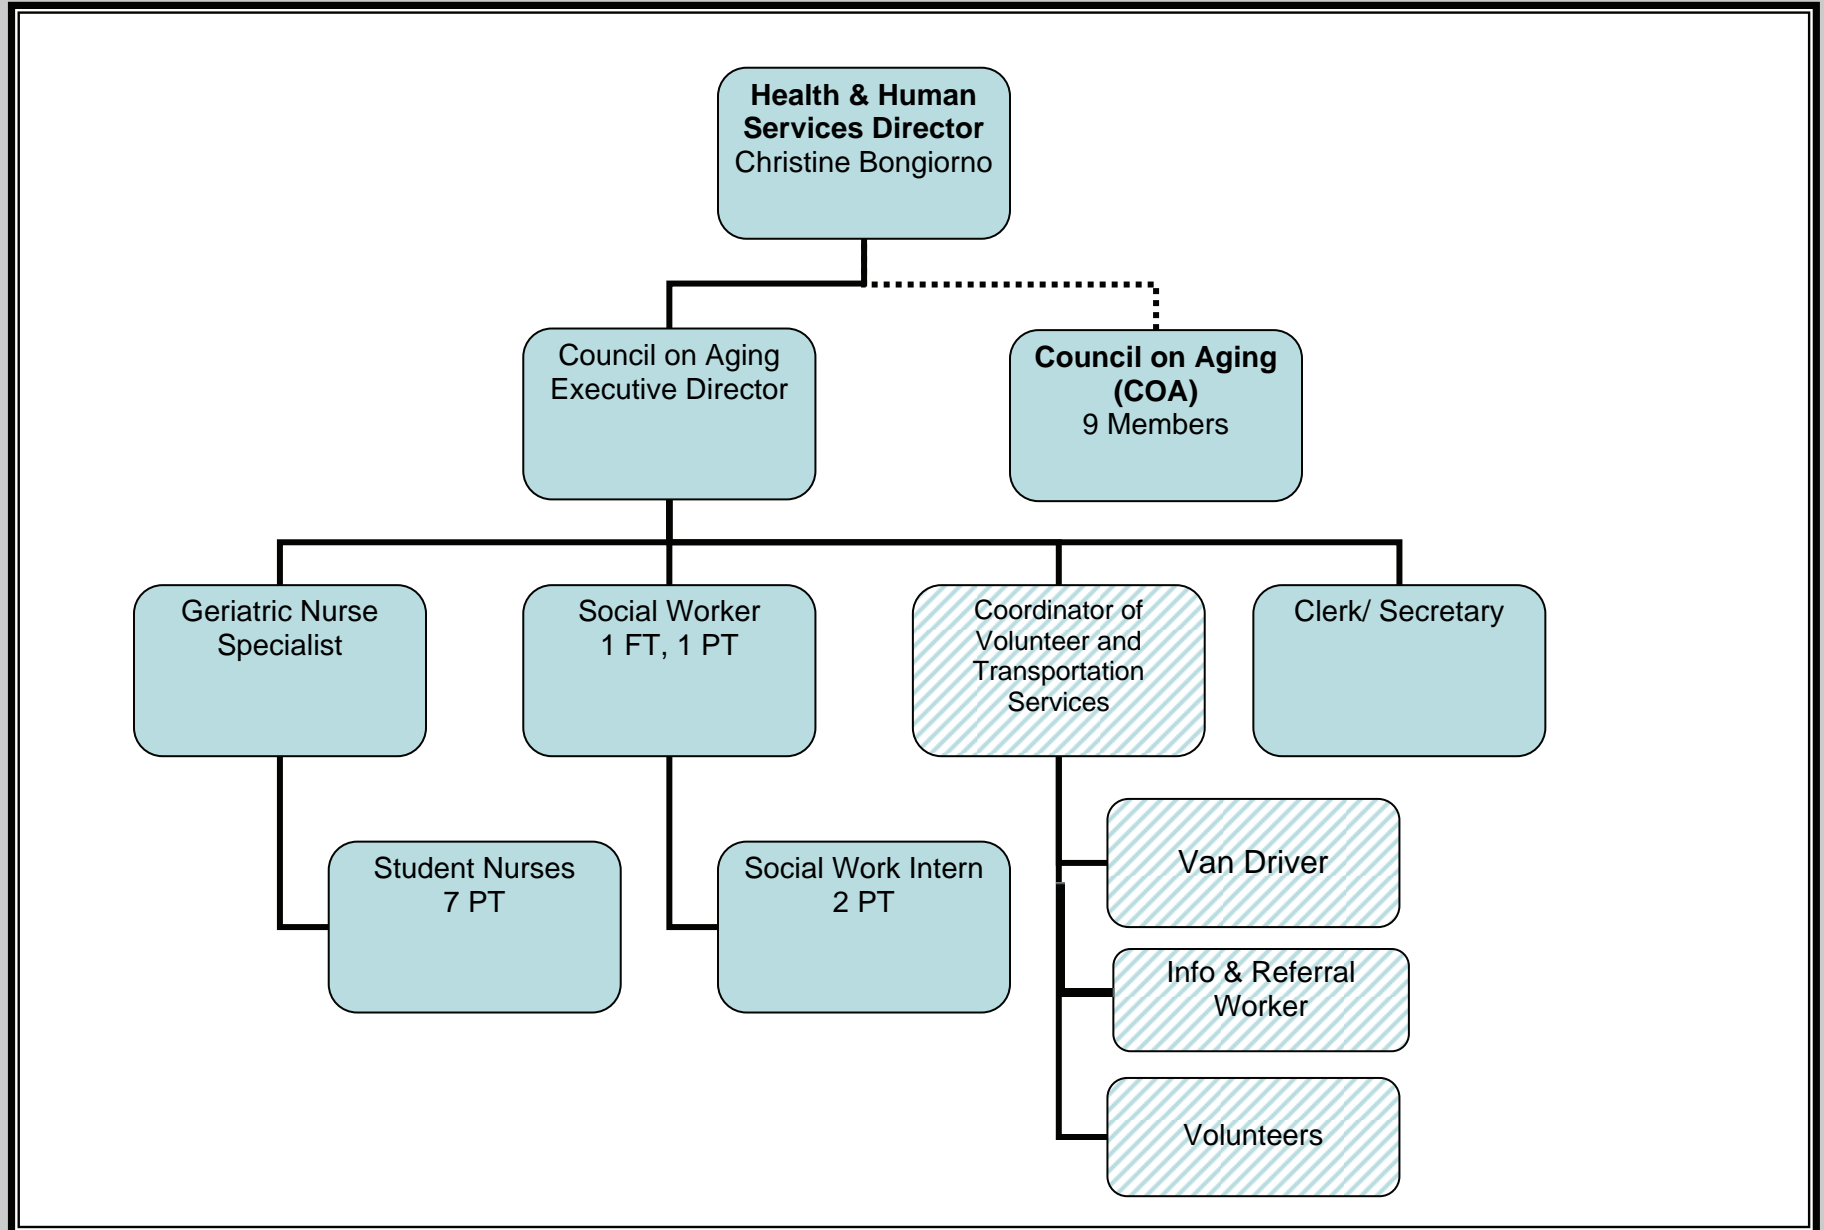 Health & Human
Services Director
Christine Bongiorno
Council on Aging
Executive Director
Council on Aging
(COA)
9 Members
Geriatric Nurse
Specialist
Social Worker
1 FT, 1 PT
Coordinator of
Volunteer and
Transportation
Services
Clerk/ Secretary
Student Nurses
7 PT
Social Work Intern
2 PT
Van Driver
Info & Referral
Worker
Volunteers